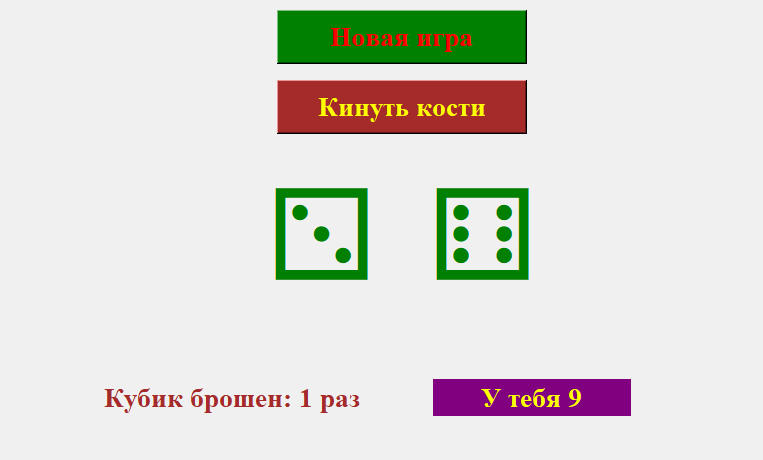 Новая игра
Кинуть кости
Кубик брошен: 1 раз
У тебя 9